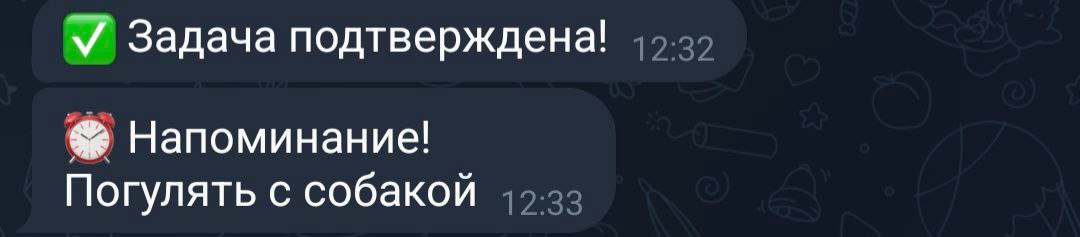 ✅ Задача подтверждена! 12:32
⏰ Напоминание!
Погулять с собакой 12:33